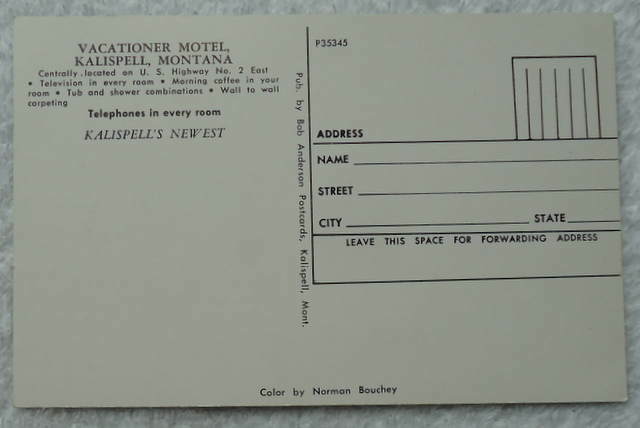 VACATIONER MOTEL,
KALISPELL, MONTANA
Centrally located on U. S. Highway No. 2 East
• Television in every room • Morning coffee in your
room • Tub and shower combinations • Wall to wall
carpeting
Telephones in every room
KALISPELL'S NEWEST
Pub. by Bob Anderson Postcards, Kalispell, Mont.
P35345
ADDRESS
NAME
STREET
CITY STATE
LEAVE THIS SPACE FOR FORWARDING ADDRESS
Color by Norman Bouchey